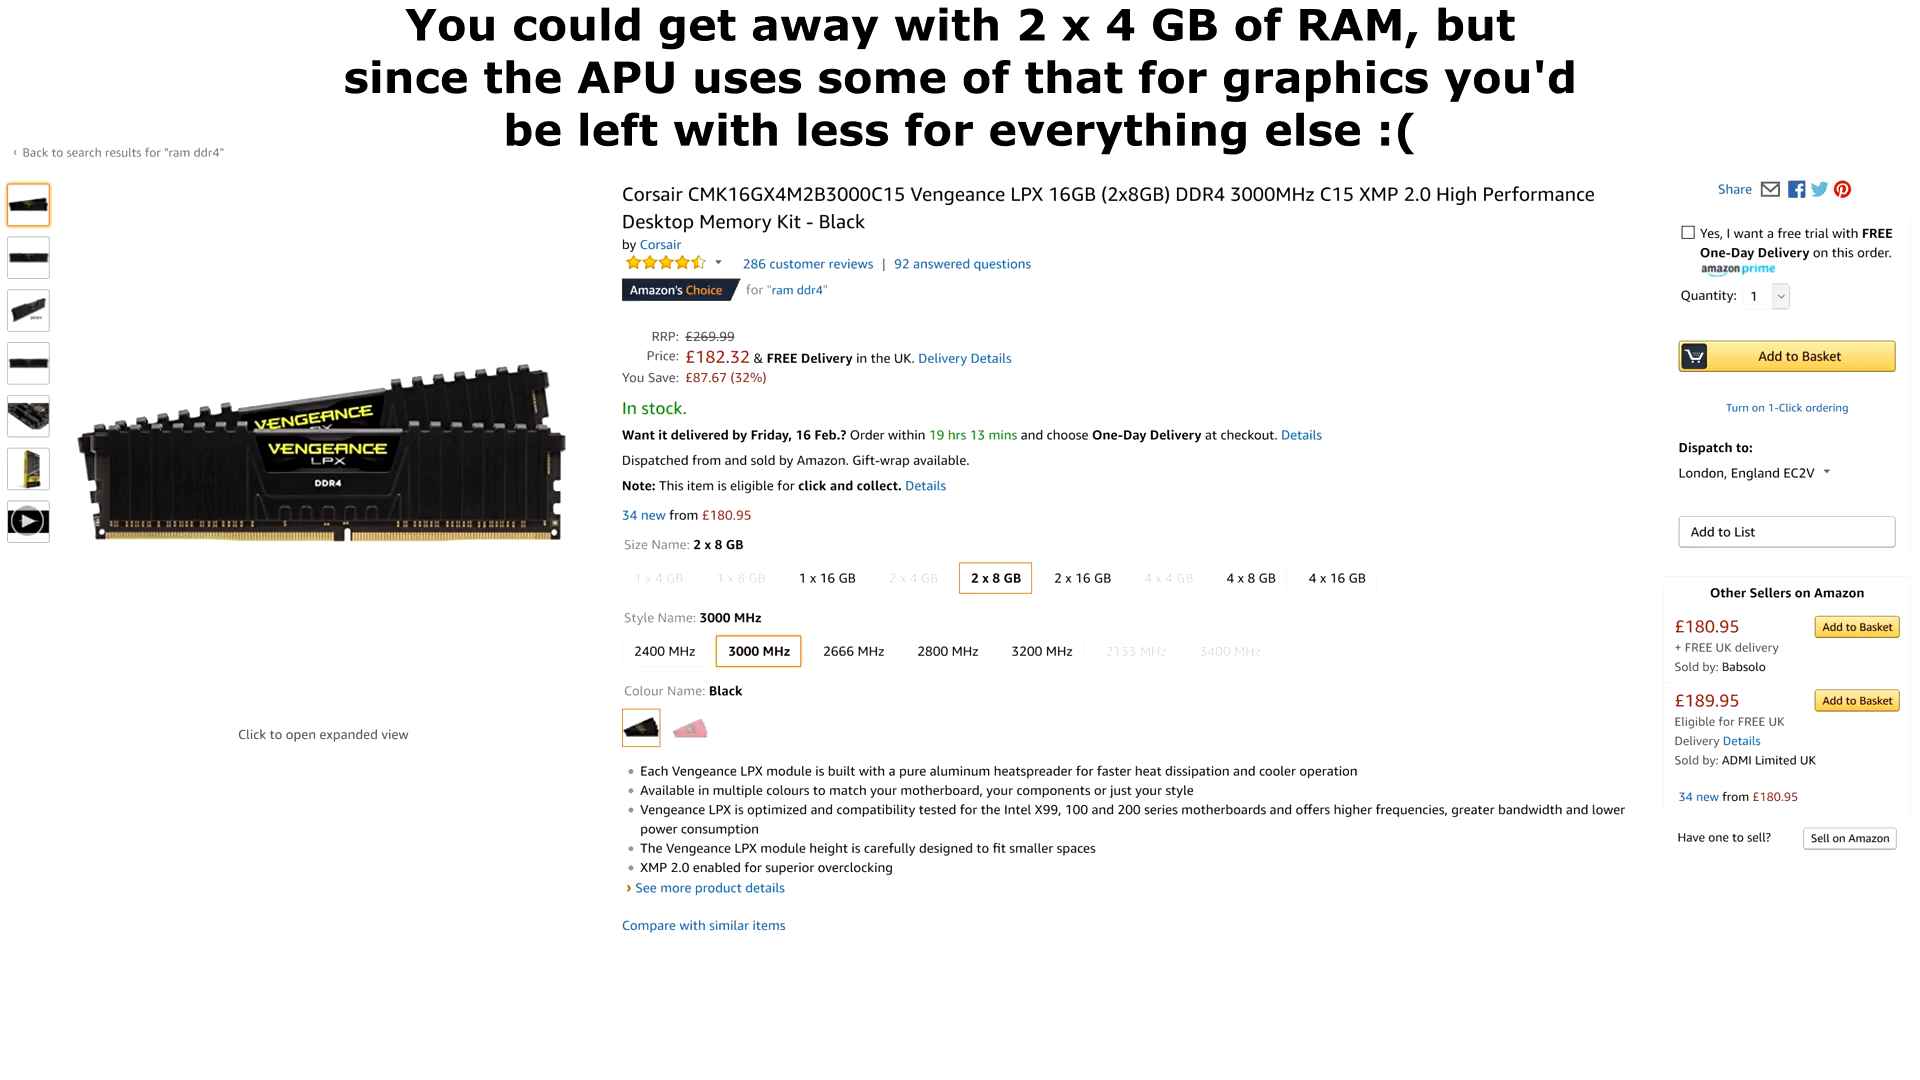 You could get away with 2 x 4 GB of RAM, but
since the APU uses some of that for graphics you'd
be left with less for everything else :(
‹ Back to search results for "ram ddr4"
VENGEANCE
VENGEANCE
LPX
DDR4
Click to open expanded view
Corsair CMK16GX4M2B3000C15 Vengeance LPX 16GB (2x8GB) DDR4 3000MHz C15 XMP 2.0 High Performance
Desktop Memory Kit - Black
by Corsair
286 customer reviews | 92 answered questions
Amazon's Choice for "ram ddr4"
RRP: £269.99
Price: £182.32 & FREE Delivery in the UK. Delivery Details
You Save: £87.67 (32%)
In stock.
Want it delivered by Friday, 16 Feb.? Order within 19 hrs 13 mins and choose One-Day Delivery at checkout. Details
Dispatched from and sold by Amazon. Gift-wrap available.
Note: This item is eligible for click and collect. Details
34 new from £180.95
Size Name: 2 x 8 GB
1 x 4 GB 1 x 8 GB 1 x 16 GB 2 x 4 GB 2 x 8 GB 2 x 16 GB 4 x 4 GB 4 x 8 GB 4 x 16 GB
Style Name: 3000 MHz
2400 MHz 3000 MHz 2666 MHz 2800 MHz 3200 MHz 2133 MHz 3400 MHz
Colour Name: Black
• Each Vengeance LPX module is built with a pure aluminum heatspreader for faster heat dissipation and cooler operation
• Available in multiple colours to match your motherboard, your components or just your style
• Vengeance LPX is optimized and compatibility tested for the Intel X99, 100 and 200 series motherboards and offers higher frequencies, greater bandwidth and lower
power consumption
• The Vengeance LPX module height is carefully designed to fit smaller spaces
• XMP 2.0 enabled for superior overclocking
› See more product details
Compare with similar items
Share
Yes, I want a free trial with FREE
One-Day Delivery on this order.
amazon prime
Quantity: 1
Add to Basket
Turn on 1-Click ordering
Dispatch to:
London, England EC2V
Add to List
Other Sellers on Amazon
£180.95 Add to Basket
+ FREE UK delivery
Sold by: Babsolo
£189.95 Add to Basket
Eligible for FREE UK
Delivery Details
Sold by: ADMI Limited UK
34 new from £180.95
Have one to sell? Sell on Amazon